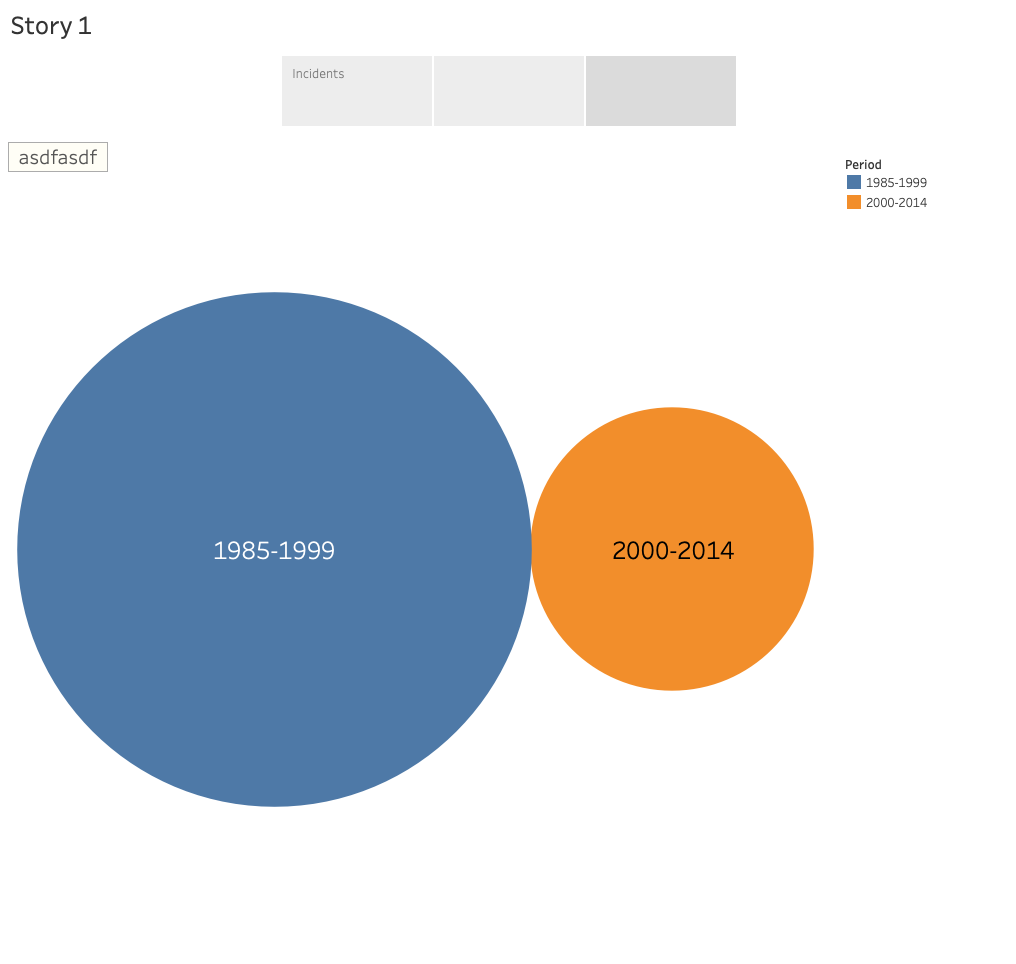 Story 1
Incidents
asdfasdf
Period
1985-1999
2000-2014
1985-1999
2000-2014